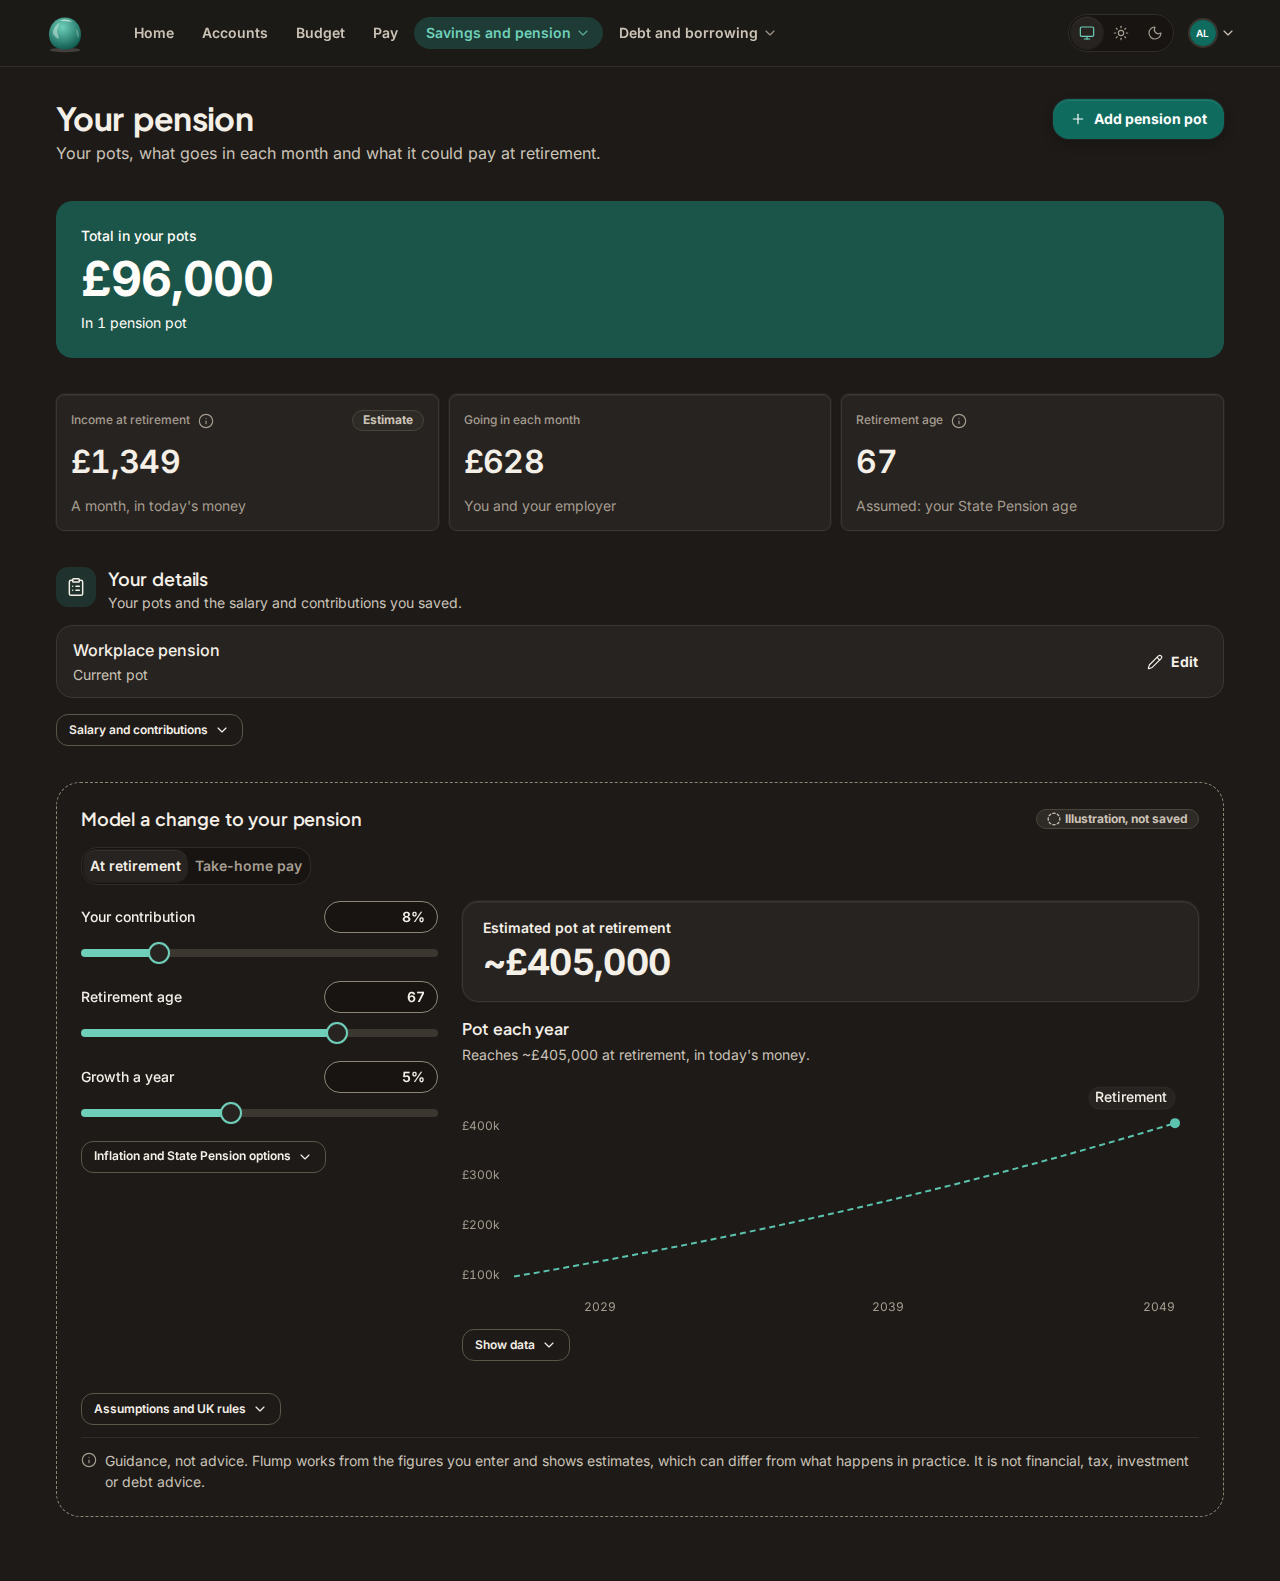 Home
Accounts
Budget
Pay
Savings and pension
Debt and borrowing
AL
Your pension
Your pots, what goes in each month and what it could pay at retirement.
Add pension pot
Total in your pots
£96,000
In 1 pension pot
Income at retirement
Estimate
£1,349
A month, in today's money
Going in each month
£628
You and your employer
Retirement age
67
Assumed: your State Pension age
Your details
Your pots and the salary and contributions you saved.
Workplace pension
Current pot
Edit
Salary and contributions
Model a change to your pension
Illustration, not saved
At retirement
Take-home pay
Your contribution
8%
Retirement age
67
Growth a year
5%
Inflation and State Pension options
Estimated pot at retirement
~£405,000
Pot each year
Reaches ~£405,000 at retirement, in today's money.
Retirement
£400k
£300k
£200k
£100k
2029
2039
2049
Show data
Assumptions and UK rules
Guidance, not advice. Flump works from the figures you enter and shows estimates, which can differ from what happens in practice. It is not financial, tax, investment
or debt advice.